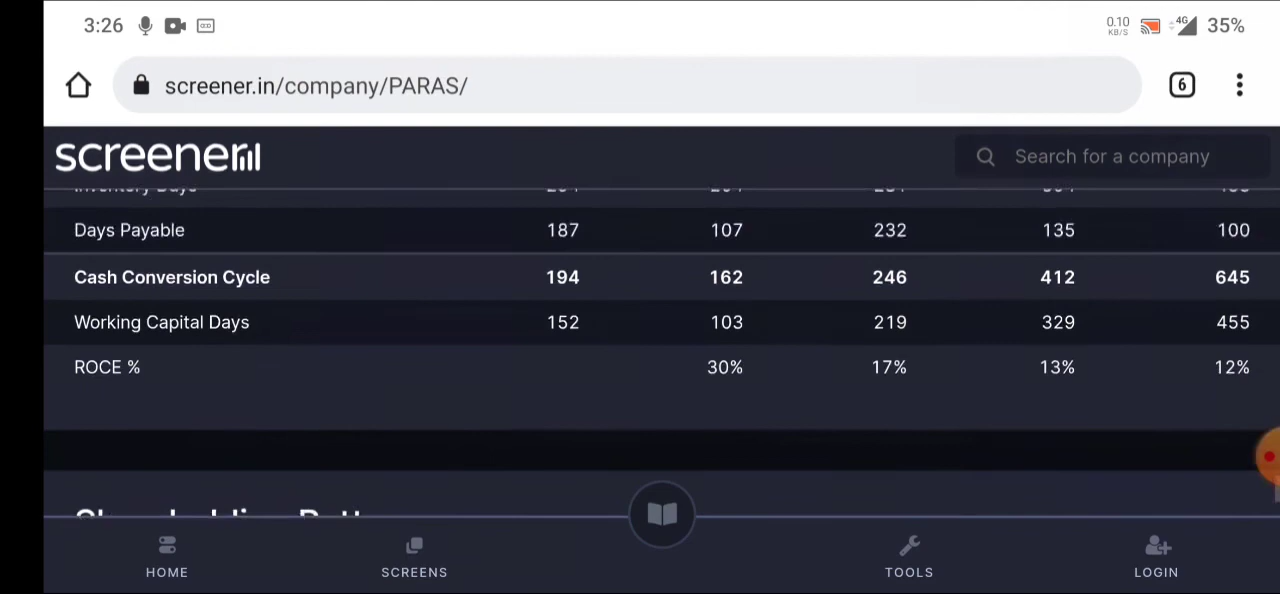 3:26 0.10 KB/S 4G 35%
screener.in/company/PARAS/ 6
screener Search for a company
Inventory Days
Days Payable 187 107 232 135 100
Cash Conversion Cycle 194 162 246 412 645
Working Capital Days 152 103 219 329 455
ROCE % 30% 17% 13% 12%
HOME SCREENS TOOLS LOGIN